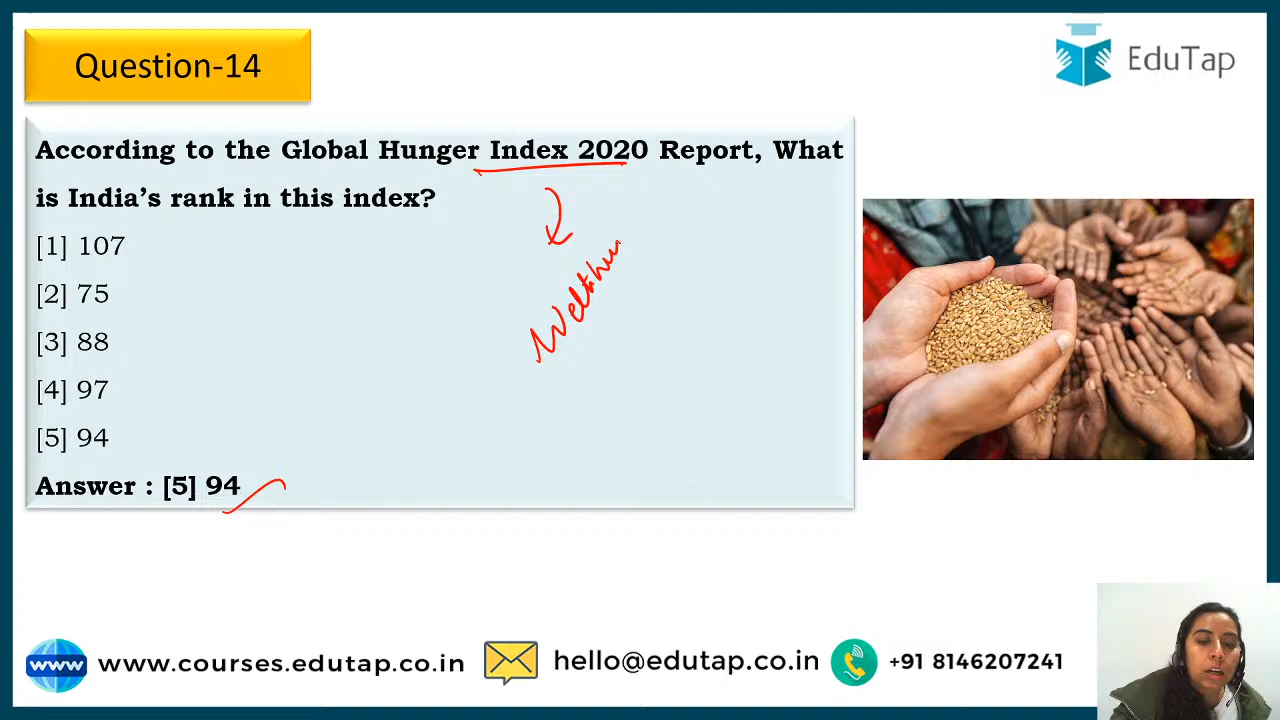 Question-14
EduTap
According to the Global Hunger Index 2020 Report, What
is India's rank in this index?
[1] 107
[2] 75
[3] 88
[4] 97
[5] 94
Answer : [5] 94
Welthu
www
www.courses.edutap.co.in
hello@edutap.co.in
+91 8146207241